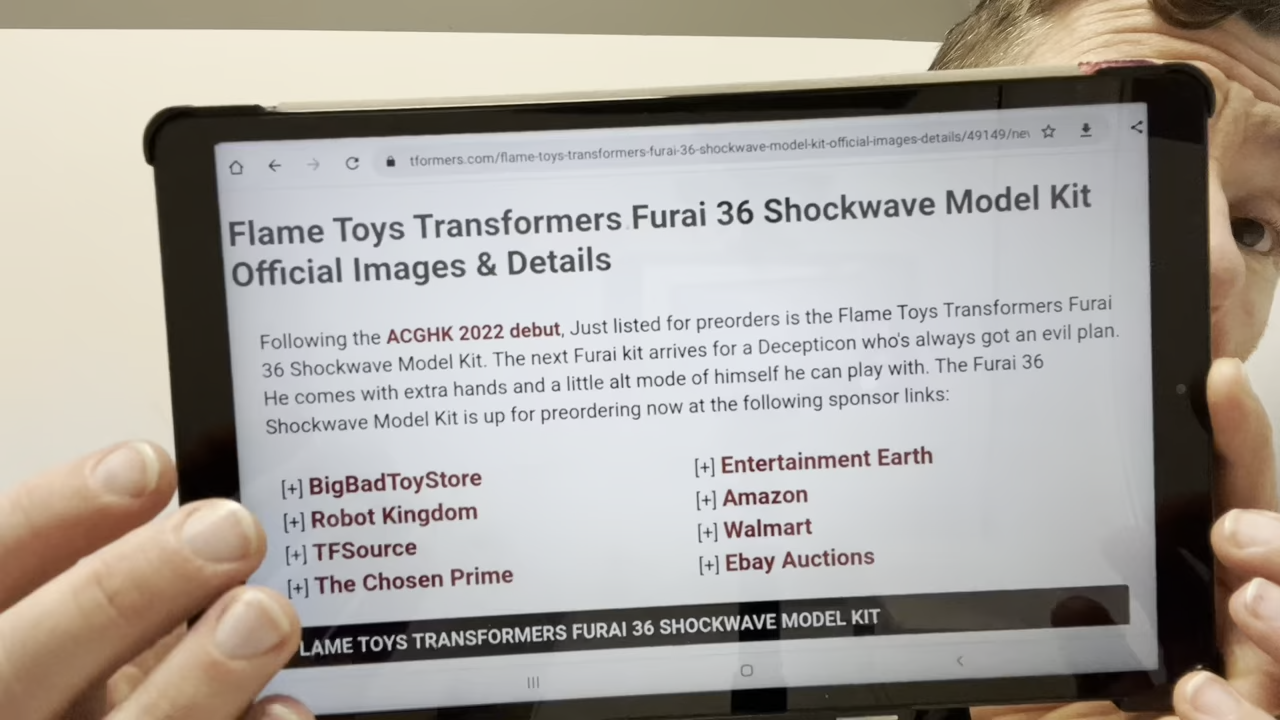 tformers.com/flame-toys-transformers-furai-36-shockwave-model-kit-official-images-details/49149/nev
Flame Toys Transformers Furai 36 Shockwave Model Kit
Official Images & Details
Following the ACGHK 2022 debut, Just listed for preorders is the Flame Toys Transformers Furai
36 Shockwave Model Kit. The next Furai kit arrives for a Decepticon who's always got an evil plan.
He comes with extra hands and a little alt mode of himself he can play with. The Furai 36
Shockwave Model Kit is up for preordering now at the following sponsor links:
[+] BigBadToyStore
[+] Robot Kingdom
[+] TFSource
[+] The Chosen Prime
[+] Entertainment Earth
[+] Amazon
[+] Walmart
[+] Ebay Auctions
LAME TOYS TRANSFORMERS FURAI 36 SHOCKWAVE MODEL KIT